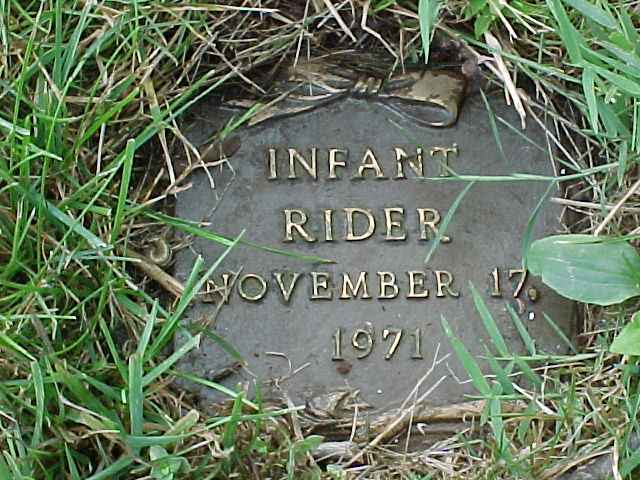 INFANT
RIDER
NOVEMBER 17,
1971